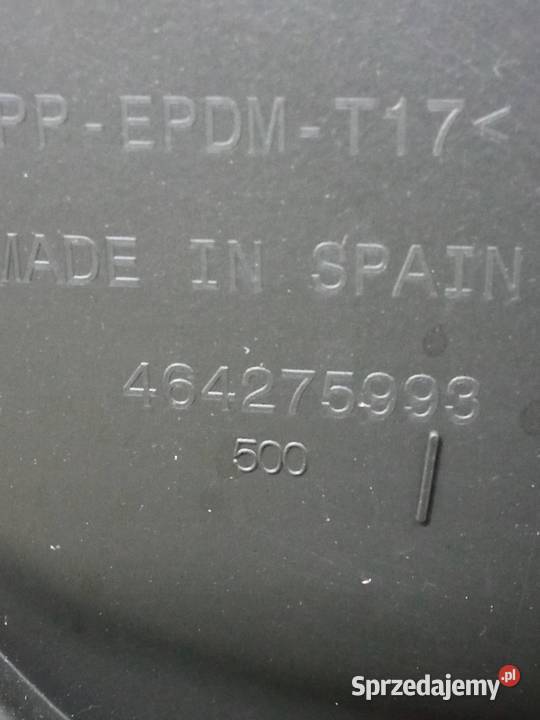 PP-EPDM-T17<
MADE IN SPAIN
464275993
500
Sprzedajemy.pl